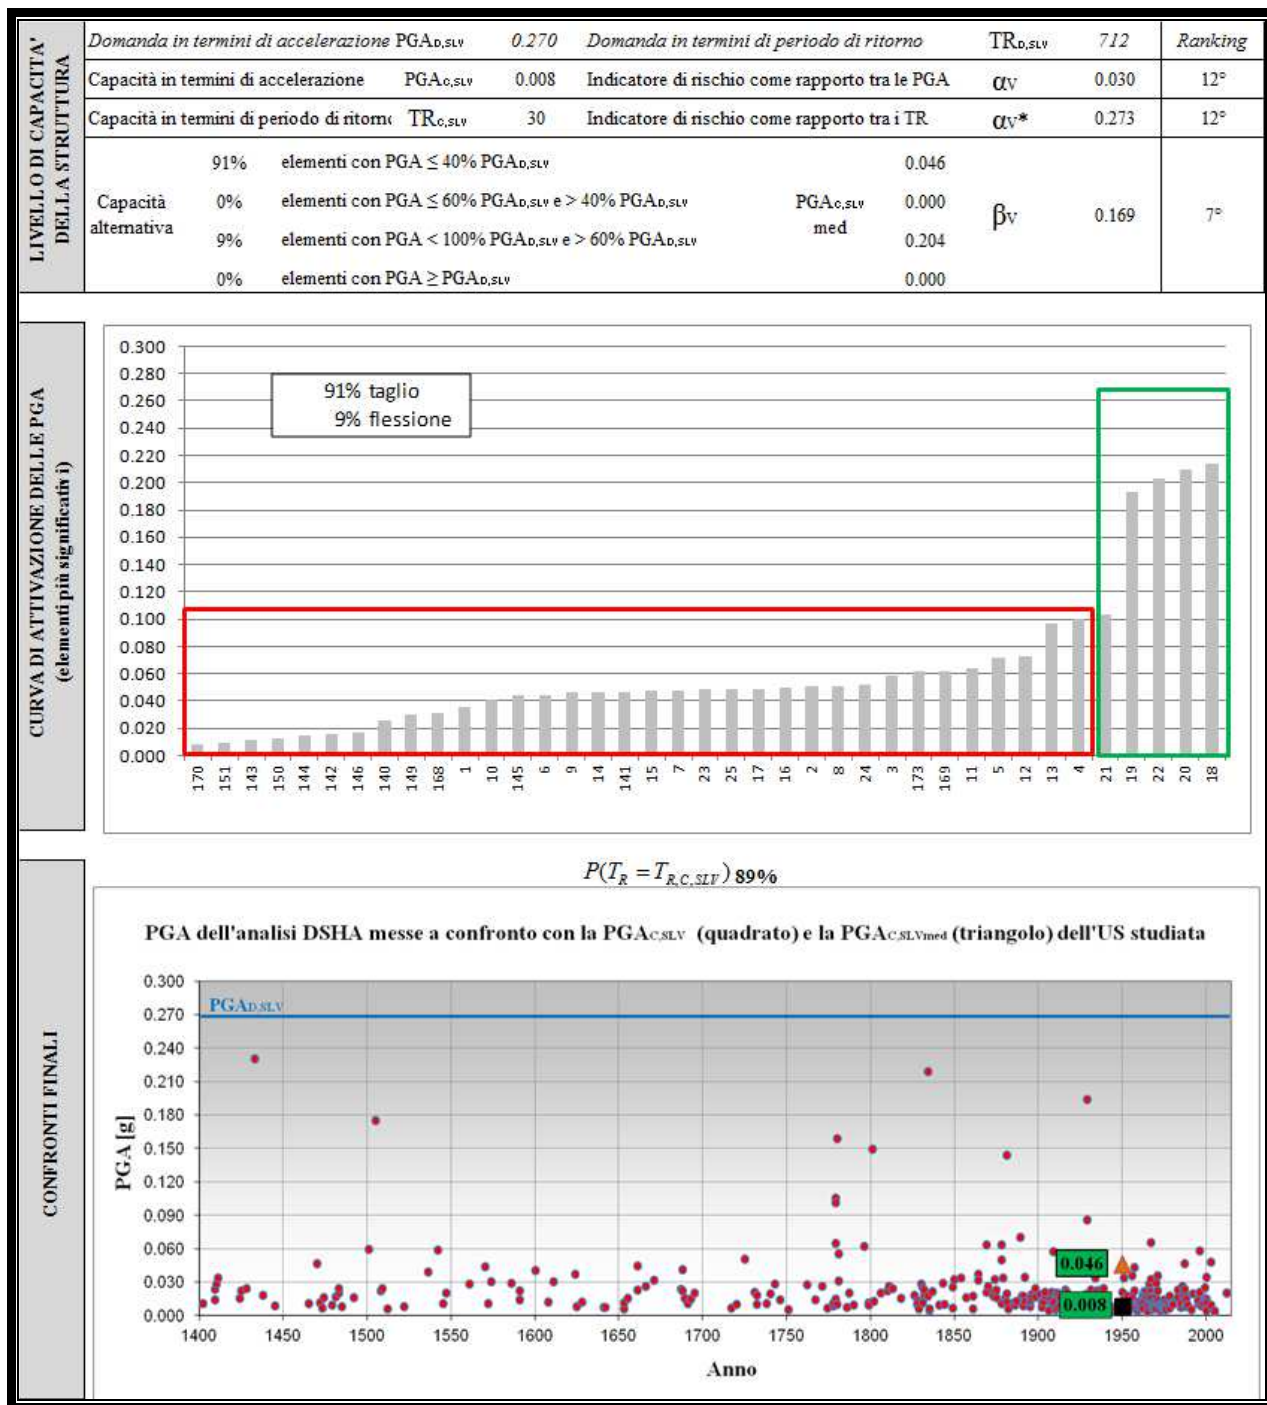 LIVELLO DI CAPACITA'
DELLA STRUTTURA
Domanda in termini di accelerazione PGAD,SLV 0.270 Domanda in termini di periodo di ritorno TRD,SLV 712 Ranking
Capacità in termini di accelerazione PGAC,SLV 0.008 Indicatore di rischio come rapporto tra le PGA αV 0.030 12°
Capacità in termini di periodo di ritorno TRC,SLV 30 Indicatore di rischio come rapporto tra i TR αV* 0.273 12°
91% elementi con PGA ≤ 40% PGAD,SLV 0.046
Capacità alternativa 0% elementi con PGA ≤ 60% PGAD,SLV e > 40% PGAD,SLV PGAC,SLV med 0.000 βV 0.169 7°
9% elementi con PGA < 100% PGAD,SLV e > 60% PGAD,SLV 0.204
0% elementi con PGA ≥ PGAD,SLV 0.000
CURVA DI ATTIVAZIONE DELLE PGA
(elementi più significativi)
0.300
0.280
0.260
0.240
0.220
0.200
0.180
0.160
0.140
0.120
0.100
0.080
0.060
0.040
0.020
0.000
91% taglio
9% flessione
170 151 143 150 144 142 146 140 149 168 1 10 145 6 9 14 141 15 7 23 25 17 16 2 8 24 3 173 169 11 5 12 13 4 21 19 22 20 18
CONFRONTI FINALI
P(TR = TR,C,SLV) 89%
PGA dell'analisi DSHA messe a confronto con la PGAC,SLV (quadrato) e la PGAC,SLVmed (triangolo) dell'US studiata
PGA [g]
0.300
0.270
0.240
0.210
0.180
0.150
0.120
0.090
0.060
0.030
0.000
PGAD,SLV
0.046
0.008
1400 1450 1500 1550 1600 1650 1700 1750 1800 1850 1900 1950 2000
Anno